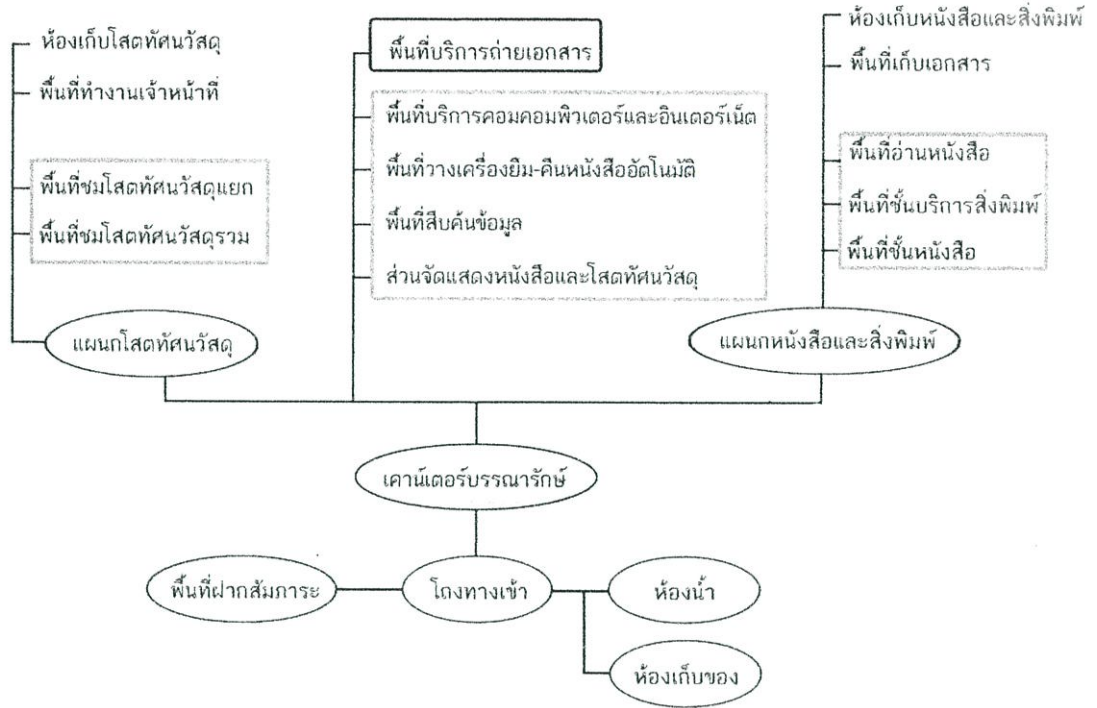 ห้องเก็บโสตทัศนวัสดุ
พื้นที่ทำงานเจ้าหน้าที่
พื้นที่ชมโสตทัศนวัสดุแยก
พื้นที่ชมโสตทัศนวัสดุรวม
แผนกโสตทัศนวัสดุ
พื้นที่บริการถ่ายเอกสาร
พื้นที่บริการคอมคอมพิวเตอร์และอินเตอร์เน็ต
พื้นที่วางเครื่องยืม-คืนหนังสืออัตโนมัติ
พื้นที่สืบค้นข้อมูล
ส่วนจัดแสดงหนังสือและโสตทัศนวัสดุ
ห้องเก็บหนังสือและสิ่งพิมพ์
พื้นที่เก็บเอกสาร
พื้นที่อ่านหนังสือ
พื้นที่ชั้นบริการสิ่งพิมพ์
พื้นที่ชั้นหนังสือ
แผนกหนังสือและสิ่งพิมพ์
เคาน์เตอร์บรรณารักษ์
พื้นที่ฝากสัมภาระ
โถงทางเข้า
ห้องน้ำ
ห้องเก็บของ